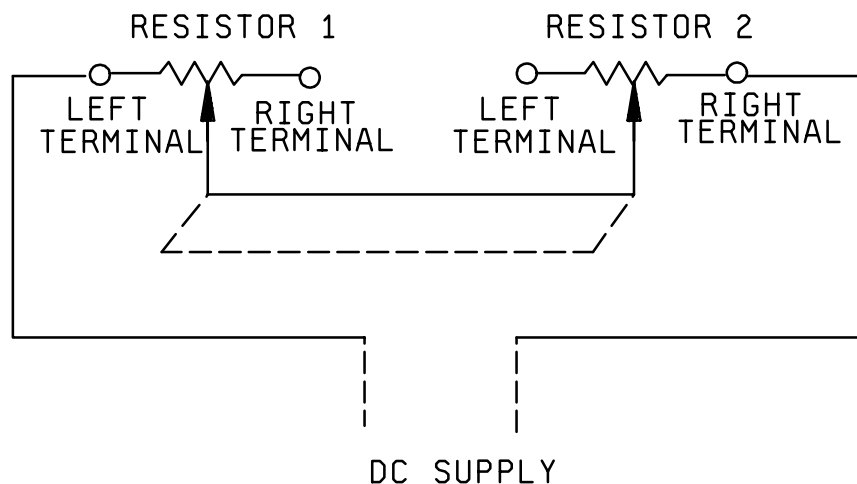 RESISTOR 1
RESISTOR 2
LEFT
TERMINAL
RIGHT
TERMINAL
LEFT
TERMINAL
RIGHT
TERMINAL
DC SUPPLY